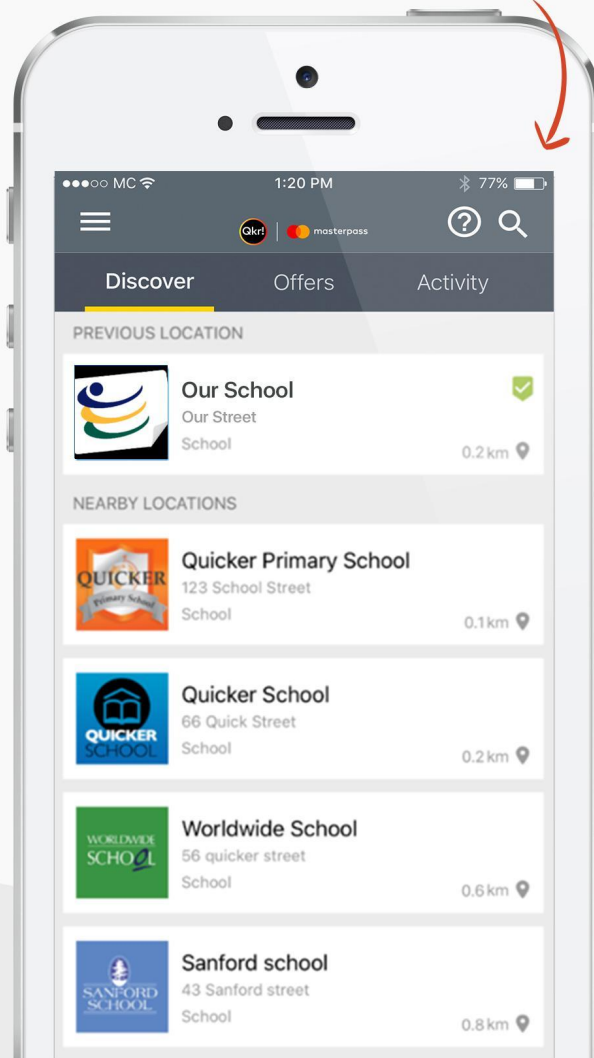 MC 1:20 PM 77%
Qkr! masterpass
Discover Offers Activity
PREVIOUS LOCATION
Our School
Our Street
School
0.2 km
NEARBY LOCATIONS
QUICKER
Primary School
Quicker Primary School
123 School Street
School
0.1 km
QUICKER
SCHOOL
Quicker School
66 Quick Street
School
0.2 km
WORLDWIDE
SCHOOL
Worldwide School
56 quicker street
School
0.6 km
SANFORD
SCHOOL
Sanford school
43 Sanford street
School
0.8 km